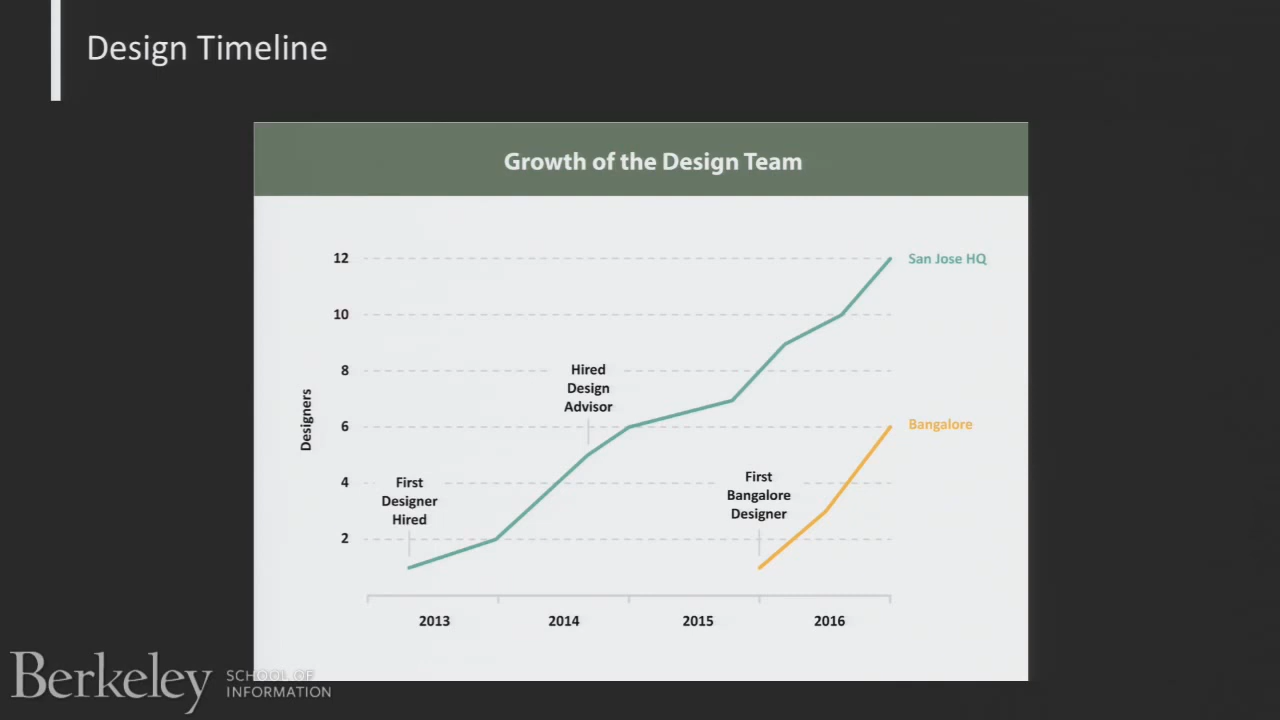 Design Timeline
Growth of the Design Team
12
San Jose HQ
10
8
Hired
Design
Advisor
Designers
6
Bangalore
First
Designer
Hired
4
First
Bangalore
Designer
2
2013
2014
2015
2016
Berkeley
SCHOOL OF
INFORMATION